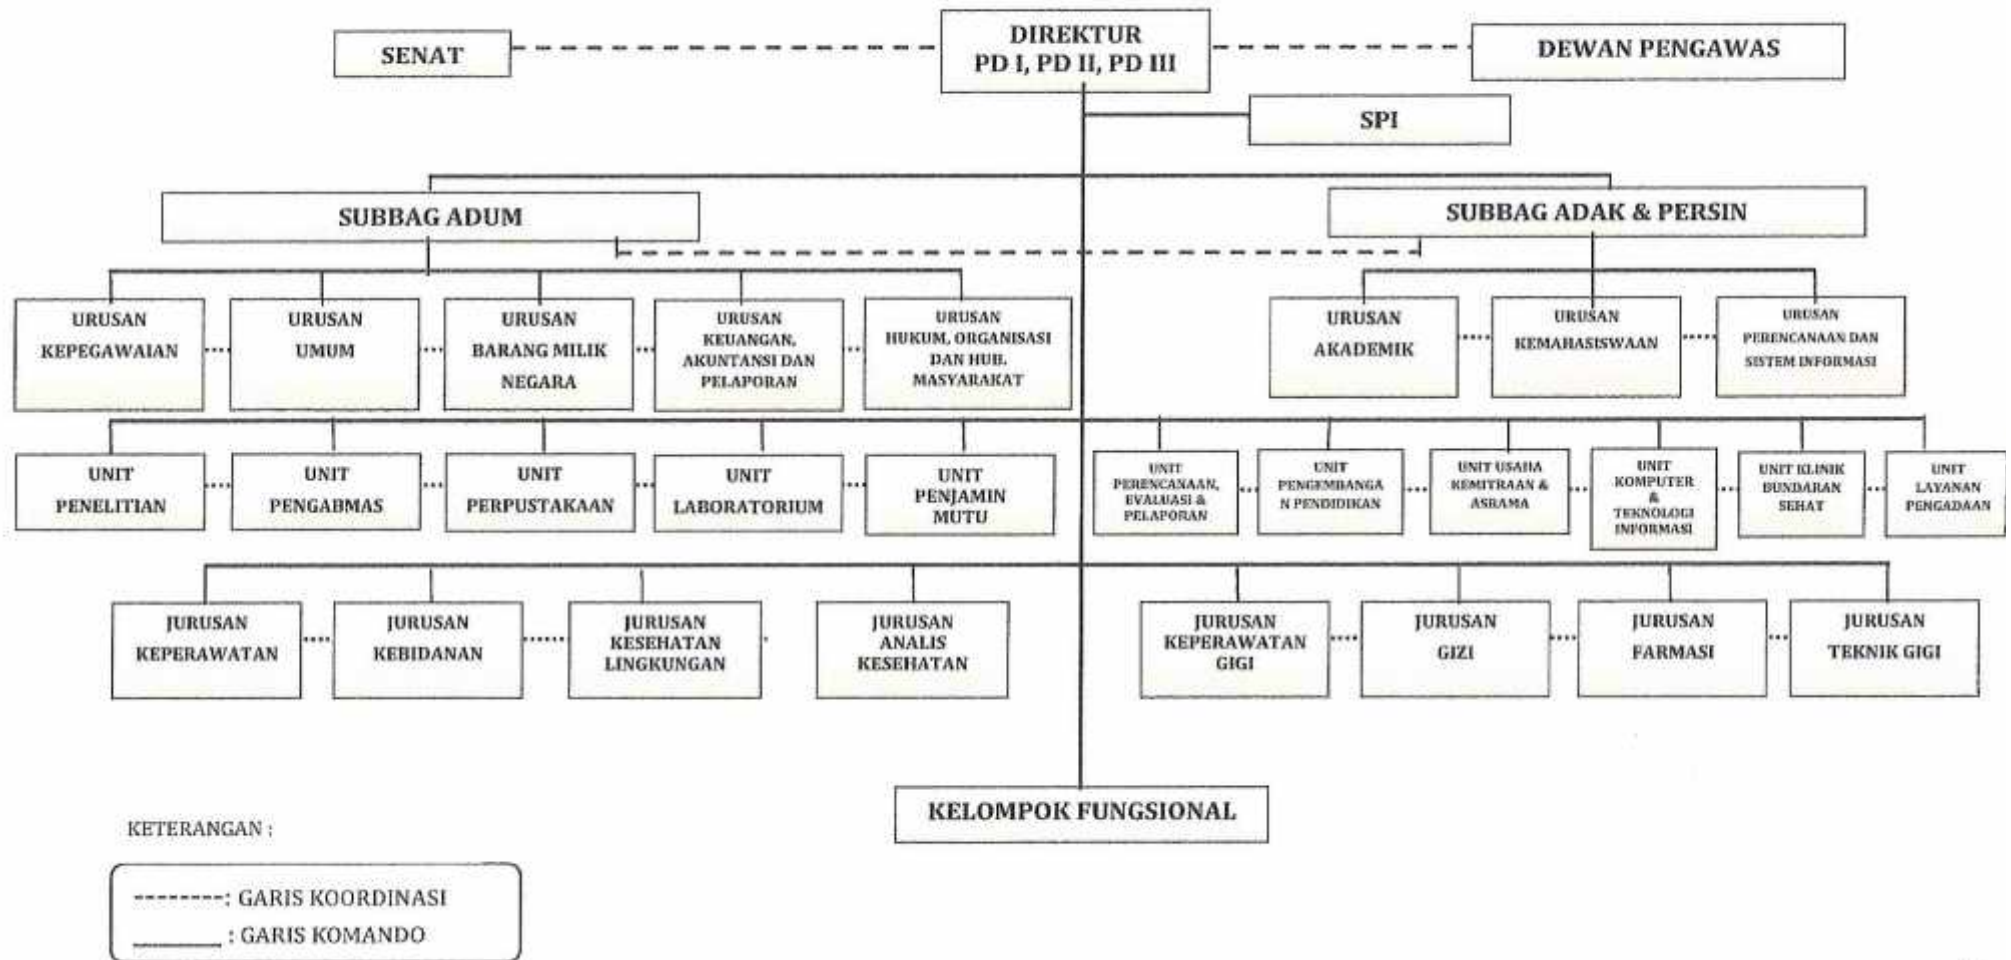 SENAT
DIREKTUR
PD I, PD II, PD III
DEWAN PENGAWAS
SPI
SUBBAG ADUM
SUBBAG ADAK & PERSIN
URUSAN
KEPEGAWAIAN
URUSAN
UMUM
URUSAN
BARANG MILIK
NEGARA
URUSAN
KEUANGAN,
AKUNTANSI DAN
PELAPORAN
URUSAN
HUKUM, ORGANISASI
DAN HUB.
MASYARAKAT
URUSAN
AKADEMIK
URUSAN
KEMAHASISWAAN
URUSAN
PERENCANAAN DAN
SISTEM INFORMASI
UNIT
PENELITIAN
UNIT
PENGABMAS
UNIT
PERPUSTAKAAN
UNIT
LABORATORIUM
UNIT
PENJAMIN
MUTU
UNIT
PERENCANAAN,
EVALUASI &
PELAPORAN
UNIT
PENGEMBANGA
N PENDIDIKAN
UNIT USAHA
KEMITRAAN &
ASRAMA
UNIT
KOMPUTER
&
TEKNOLOGI
INFORMASI
UNIT KLINIK
BUNDARAN
SEHAT
UNIT
LAYANAN
PENGADAAN
JURUSAN
KEPERAWATAN
JURUSAN
KEBIDANAN
JURUSAN
KESEHATAN
LINGKUNGAN
JURUSAN
ANALIS
KESEHATAN
JURUSAN
KEPERAWATAN
GIGI
JURUSAN
GIZI
JURUSAN
FARMASI
JURUSAN
TEKNIK GIGI
KELOMPOK FUNGSIONAL
KETERANGAN :
--------: GARIS KOORDINASI
________ : GARIS KOMANDO